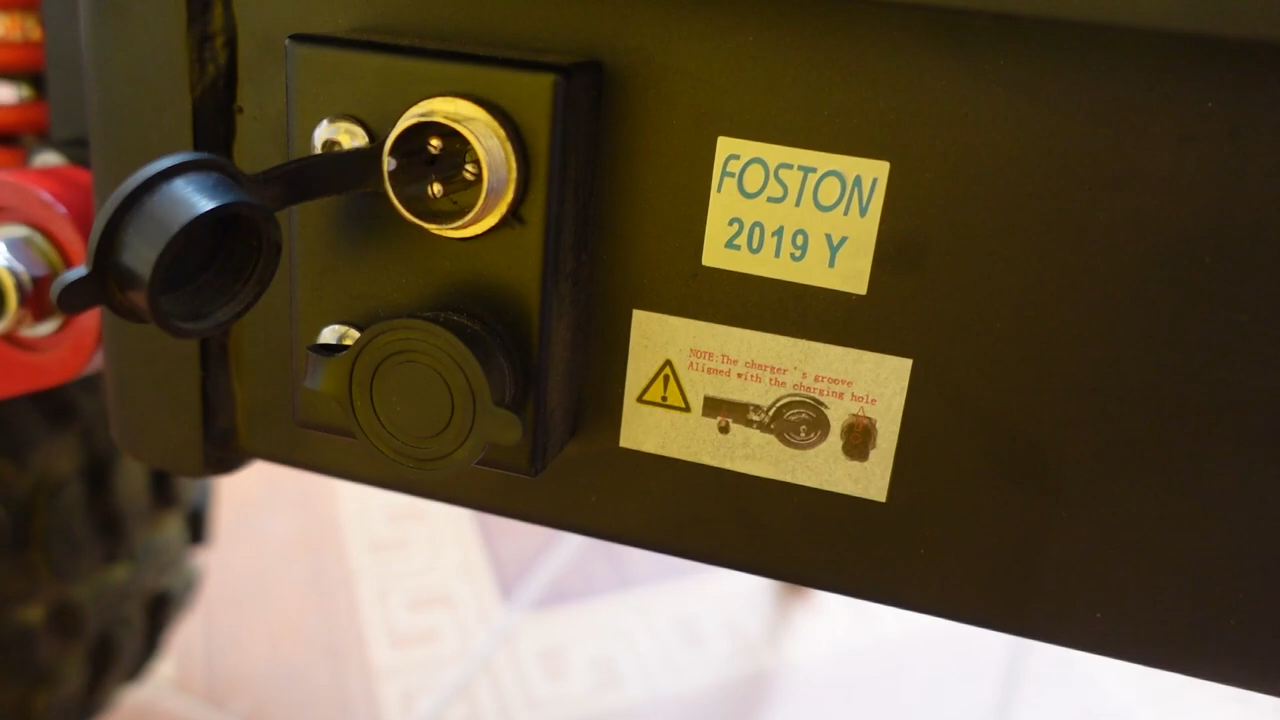 FOSTON
2019 Y
NOTE:The charger's groove
Aligned with the charging hole